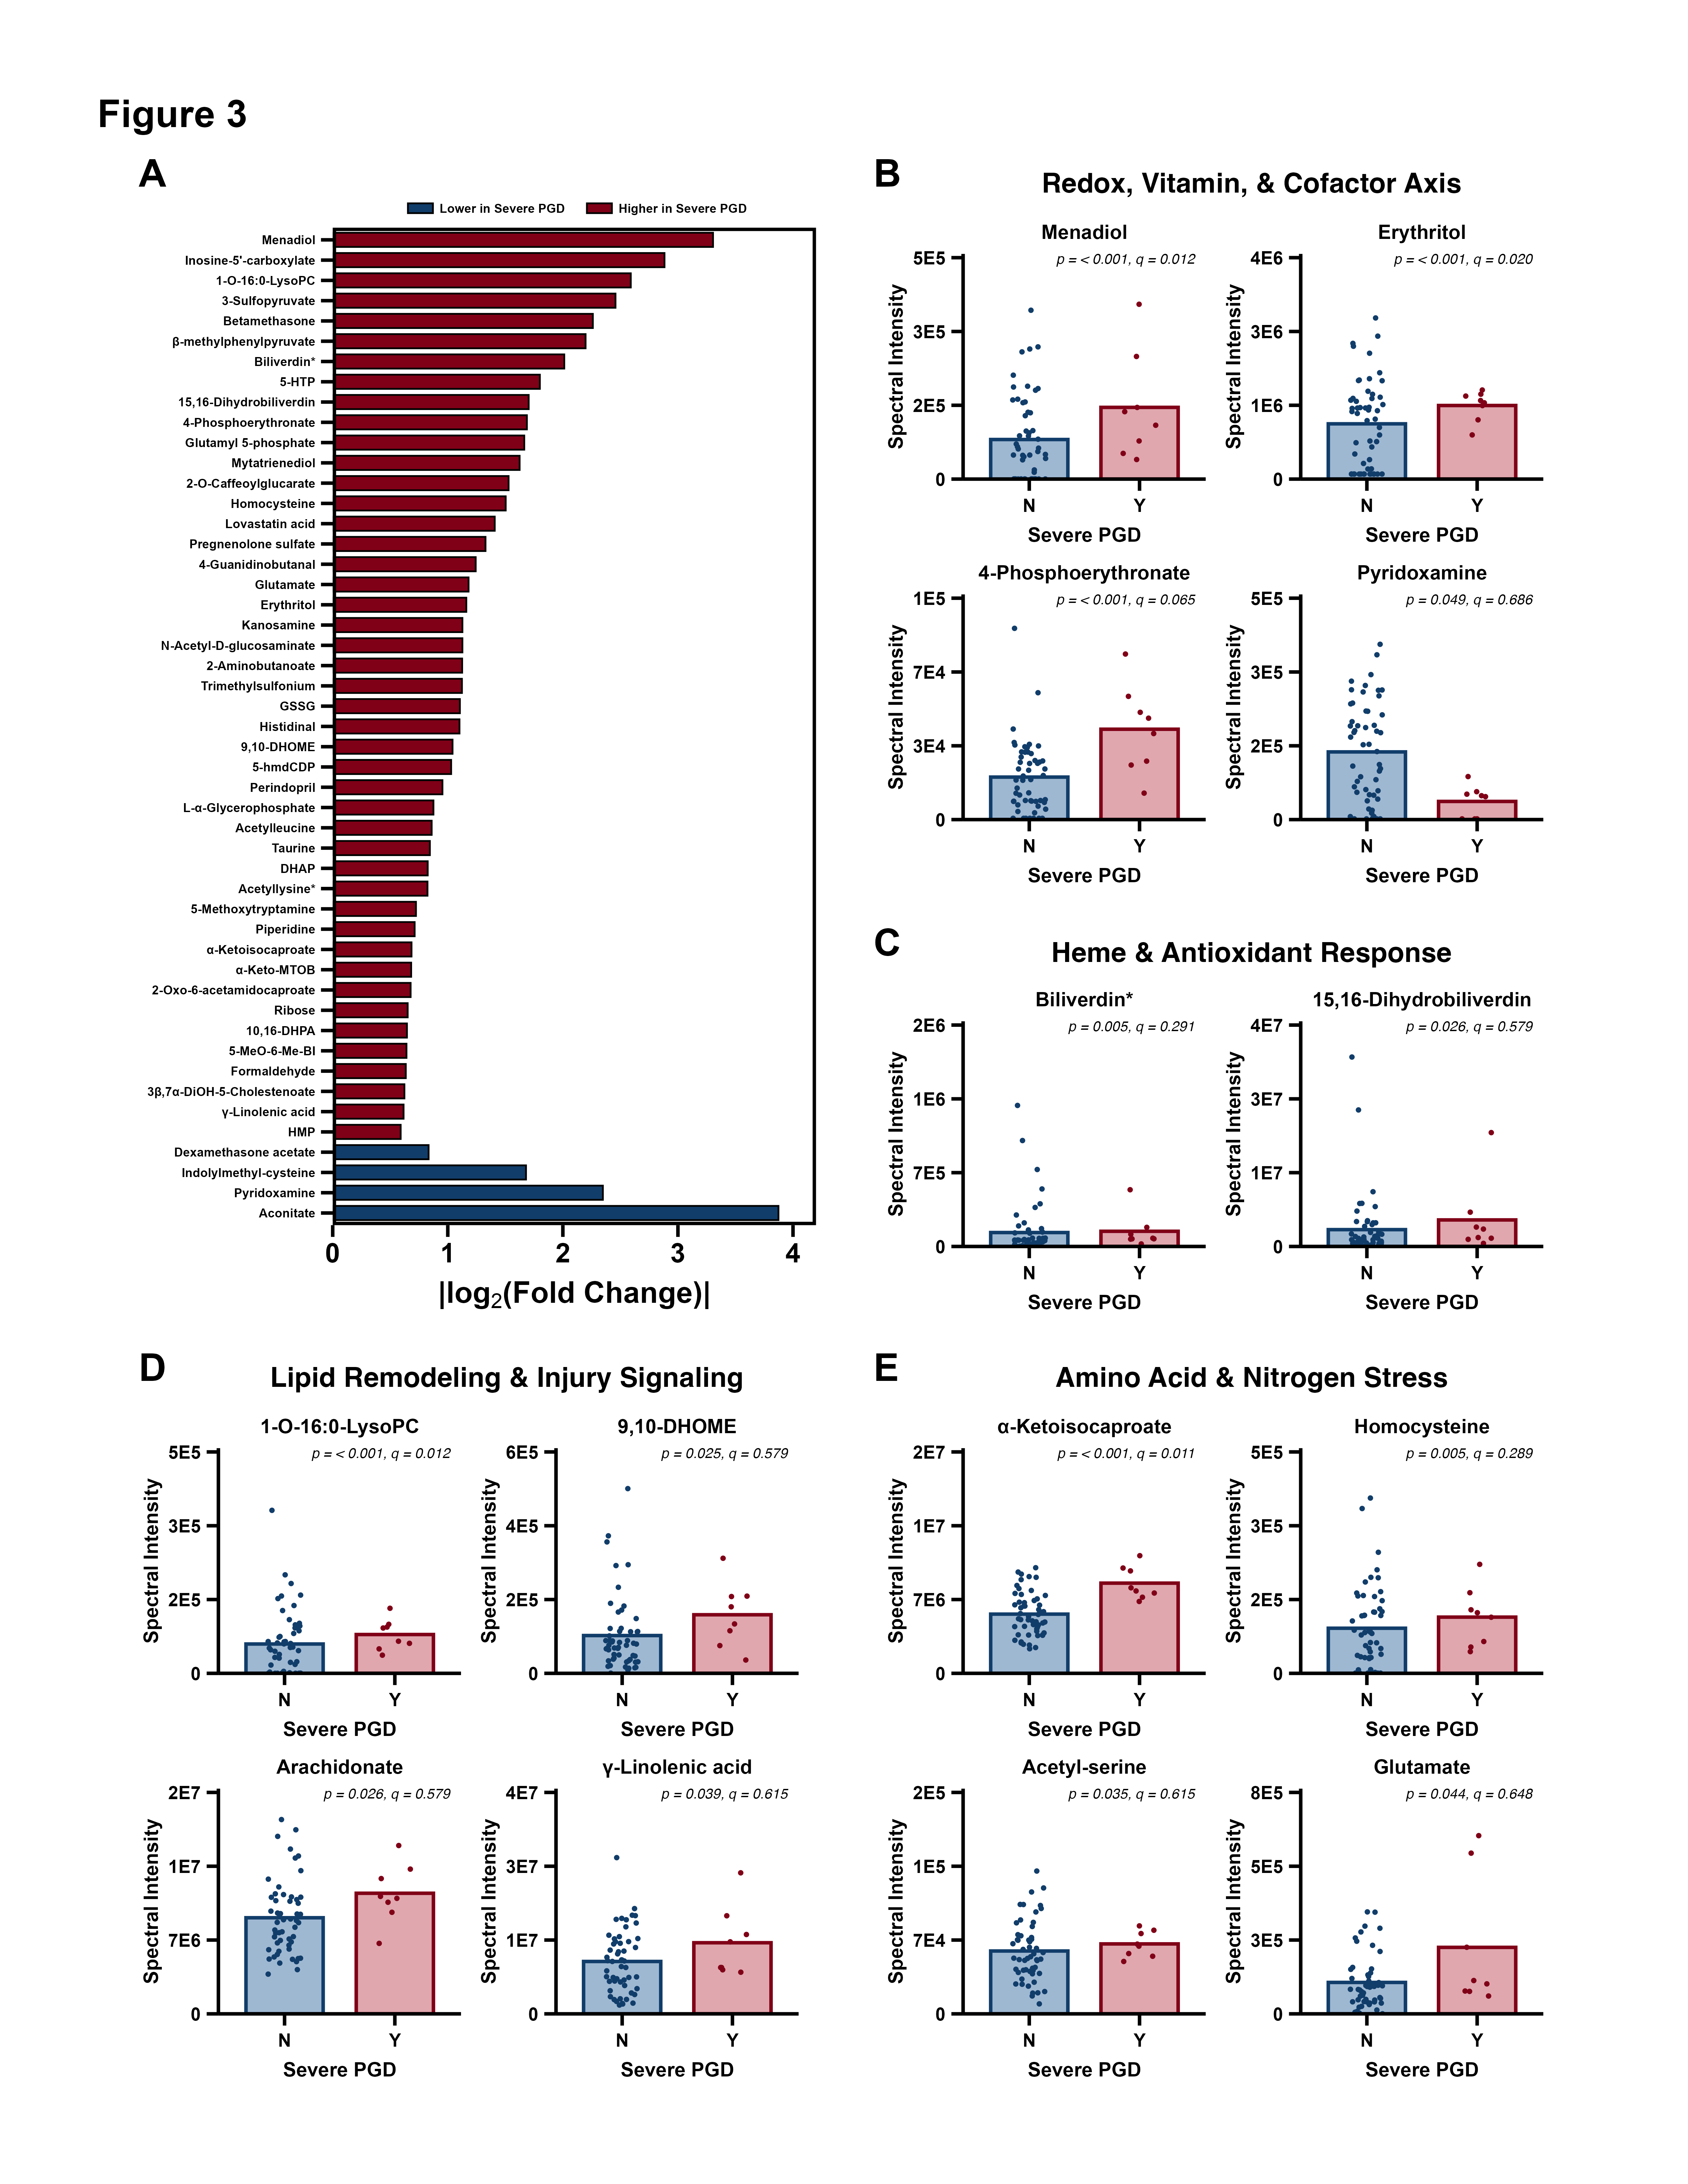 Figure 3
A
Lower in Severe PGD
Higher in Severe PGD
Menadiol
Inosine-5'-carboxylate
1-O-16:0-LysoPC
3-Sulfopyruvate
Betamethasone
β-methylphenylpyruvate
Biliverdin*
5-HTP
15,16-Dihydrobiliverdin
4-Phosphoerythronate
Glutamyl 5-phosphate
Mytatrienediol
2-O-Caffeoylglucarate
Homocysteine
Lovastatin acid
Pregnenolone sulfate
4-Guanidinobutanal
Glutamate
Erythritol
Kanosamine
N-Acetyl-D-glucosaminate
2-Aminobutanoate
Trimethylsulfonium
GSSG
Histidinal
9,10-DHOME
5-hmdCDP
Perindopril
L-α-Glycerophosphate
Acetylleucine
Taurine
DHAP
Acetyllysine*
5-Methoxytryptamine
Piperidine
α-Ketoisocaproate
α-Keto-MTOB
2-Oxo-6-acetamidocaproate
Ribose
10,16-DHPA
5-MeO-6-Me-BI
Formaldehyde
3β,7α-DiOH-5-Cholestenoate
γ-Linolenic acid
HMP
Dexamethasone acetate
Indolylmethyl-cysteine
Pyridoxamine
Aconitate
0 1 2 3 4
|log₂(Fold Change)|
B
Redox, Vitamin, & Cofactor Axis
Menadiol
p = < 0.001, q = 0.012
Spectral Intensity
5E5
3E5
2E5
0
N Y
Severe PGD
Erythritol
p = < 0.001, q = 0.020
Spectral Intensity
4E6
3E6
1E6
0
N Y
Severe PGD
4-Phosphoerythronate
p = < 0.001, q = 0.065
Spectral Intensity
1E5
7E4
3E4
0
N Y
Severe PGD
Pyridoxamine
p = 0.049, q = 0.686
Spectral Intensity
5E5
3E5
2E5
0
N Y
Severe PGD
C
Heme & Antioxidant Response
Biliverdin*
p = 0.005, q = 0.291
Spectral Intensity
2E6
1E6
7E5
0
N Y
Severe PGD
15,16-Dihydrobiliverdin
p = 0.026, q = 0.579
Spectral Intensity
4E7
3E7
1E7
0
N Y
Severe PGD
D
Lipid Remodeling & Injury Signaling
1-O-16:0-LysoPC
p = < 0.001, q = 0.012
Spectral Intensity
5E5
3E5
2E5
0
N Y
Severe PGD
9,10-DHOME
p = 0.025, q = 0.579
Spectral Intensity
6E5
4E5
2E5
0
N Y
Severe PGD
Arachidonate
p = 0.026, q = 0.579
Spectral Intensity
2E7
1E7
7E6
0
N Y
Severe PGD
γ-Linolenic acid
p = 0.039, q = 0.615
Spectral Intensity
4E7
3E7
1E7
0
N Y
Severe PGD
E
Amino Acid & Nitrogen Stress
α-Ketoisocaproate
p = < 0.001, q = 0.011
Spectral Intensity
2E7
1E7
7E6
0
N Y
Severe PGD
Homocysteine
p = 0.005, q = 0.289
Spectral Intensity
5E5
3E5
2E5
0
N Y
Severe PGD
Acetyl-serine
p = 0.035, q = 0.615
Spectral Intensity
2E5
1E5
7E4
0
N Y
Severe PGD
Glutamate
p = 0.044, q = 0.648
Spectral Intensity
8E5
5E5
3E5
0
N Y
Severe PGD